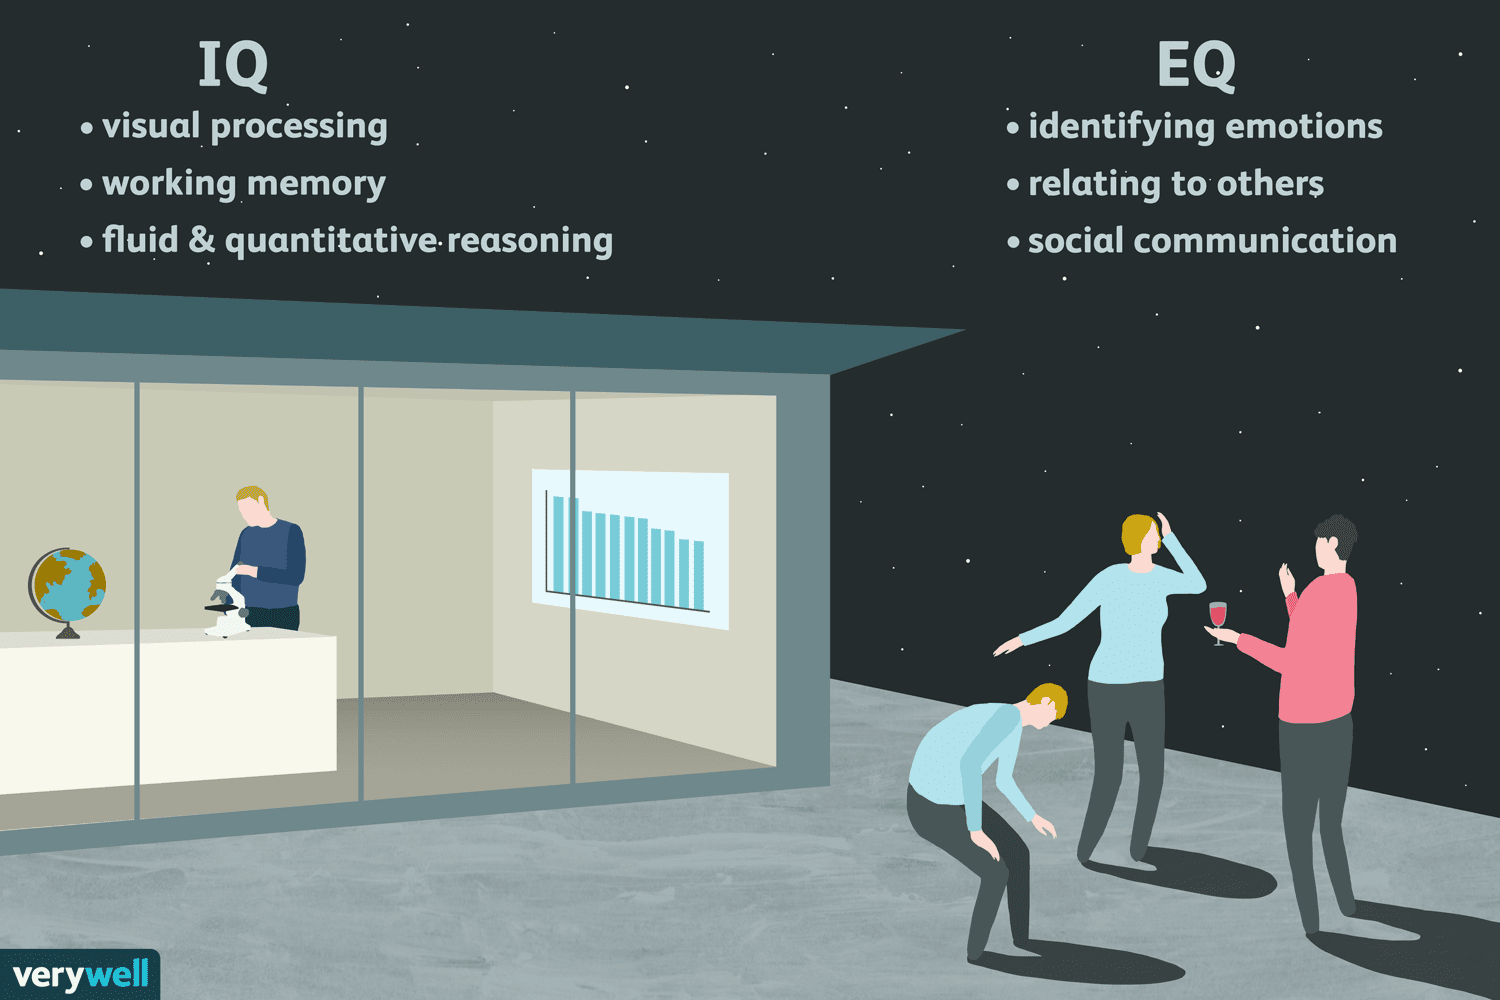 IQ
• visual processing
• working memory
• fluid & quantitative reasoning
EQ
• identifying emotions
• relating to others
• social communication
verywell